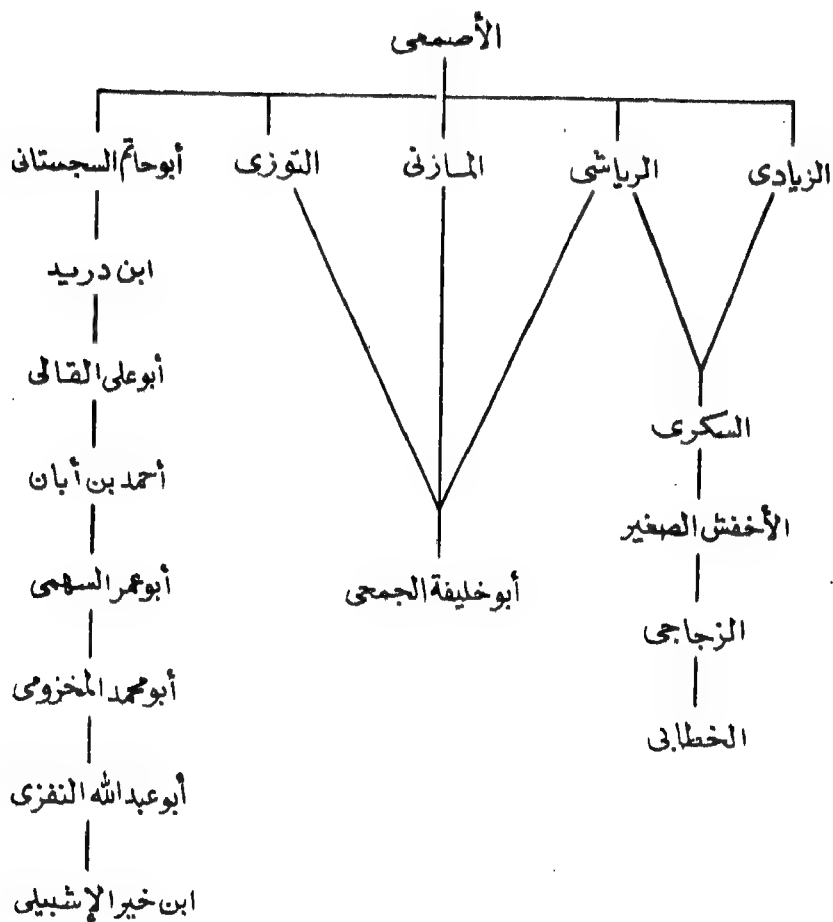 الأصمعى
الزيادى الرياشى المازنى التوزى أبوحاتم السجستانى
ابن دريد
أبوعلى القالى
السكرى
أحمد بن أبان
الأخفش الصغير
أبوعمر السهمى
أبوخليفة الجمحى
الزجاجى
أبومحمد المخزومى
الخطابى
أبوعبدالله النفزى
ابن خير الإشبيلى